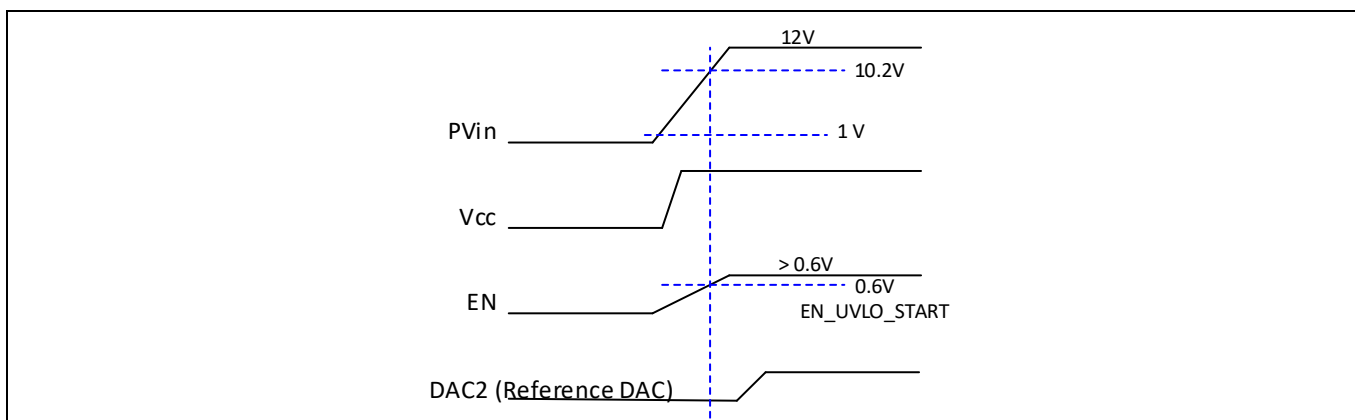 12V
10.2V
PVin
1 V
Vcc
> 0.6V
0.6V
EN
EN_UVLO_START
DAC2 (Reference DAC)